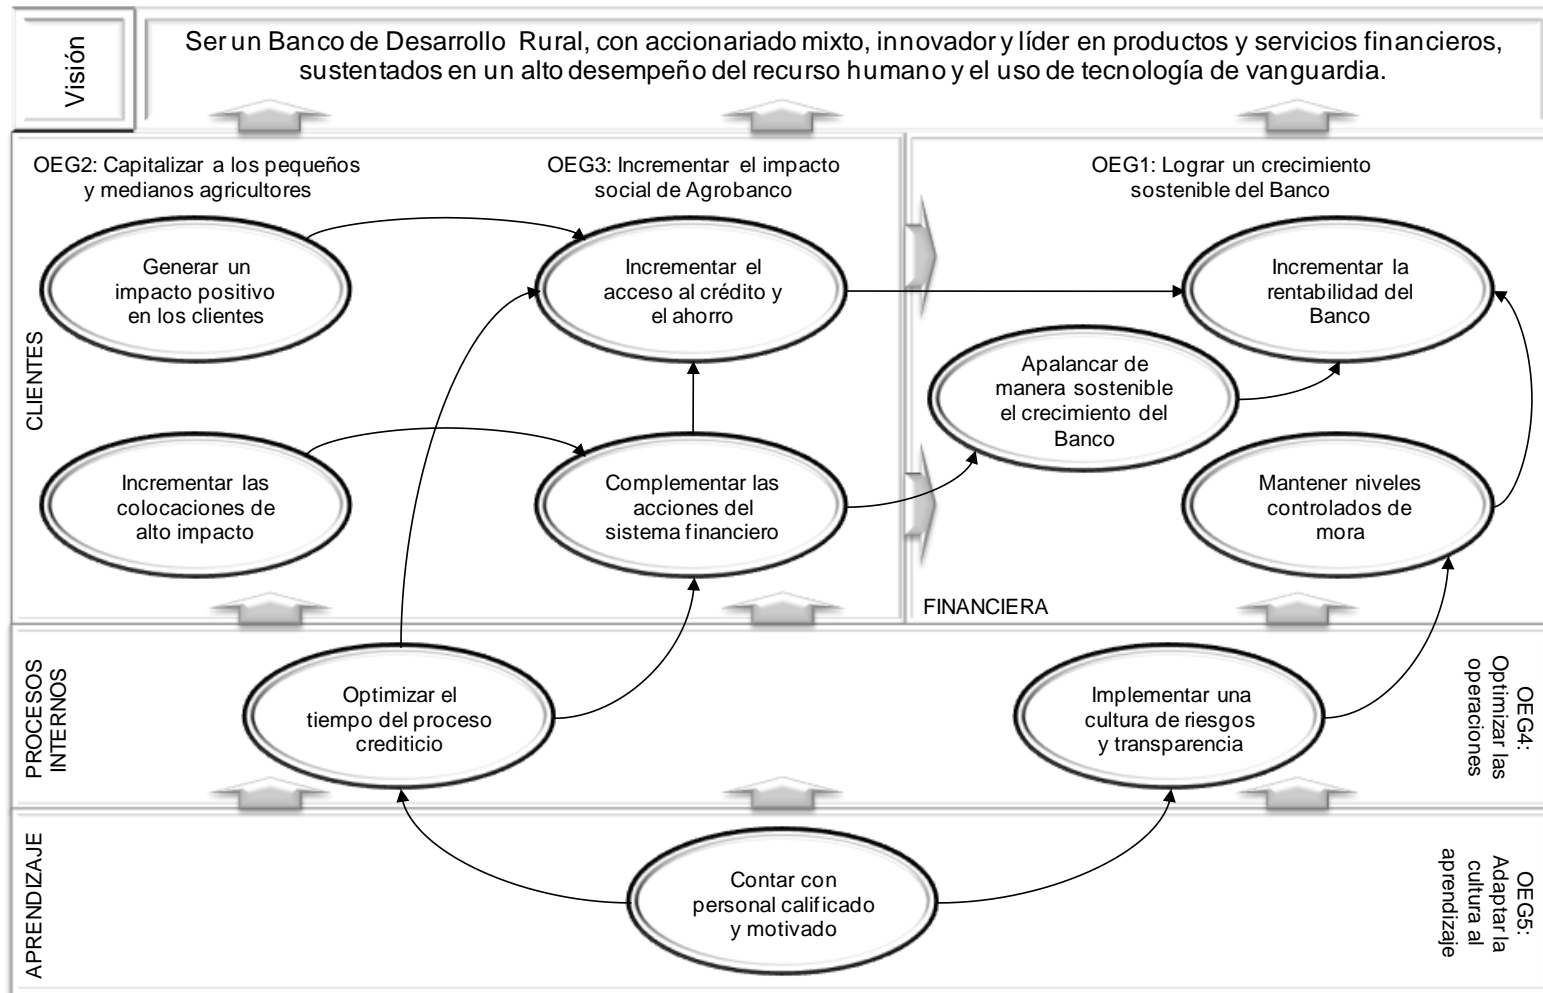 Visión
Ser un Banco de Desarrollo Rural, con accionariado mixto, innovador y líder en productos y servicios financieros,
sustentados en un alto desempeño del recurso humano y el uso de tecnología de vanguardia.
CLIENTES
OEG2: Capitalizar a los pequeños
y medianos agricultores
OEG3: Incrementar el impacto
social de Agrobanco
OEG1: Lograr un crecimiento
sostenible del Banco
Generar un
impacto positivo
en los clientes
Incrementar el
acceso al crédito y
el ahorro
Incrementar la
rentabilidad del
Banco
Apalancar de
manera sostenible
el crecimiento del
Banco
Incrementar las
colocaciones de
alto impacto
Complementar las
acciones del
sistema financiero
Mantener niveles
controlados de
mora
FINANCIERA
PROCESOS
INTERNOS
Optimizar el
tiempo del proceso
crediticio
Implementar una
cultura de riesgos
y transparencia
OEG4:
Optimizar las
operaciones
APRENDIZAJE
Contar con
personal calificado
y motivado
OEG5:
Adaptar la
cultura al
aprendizaje